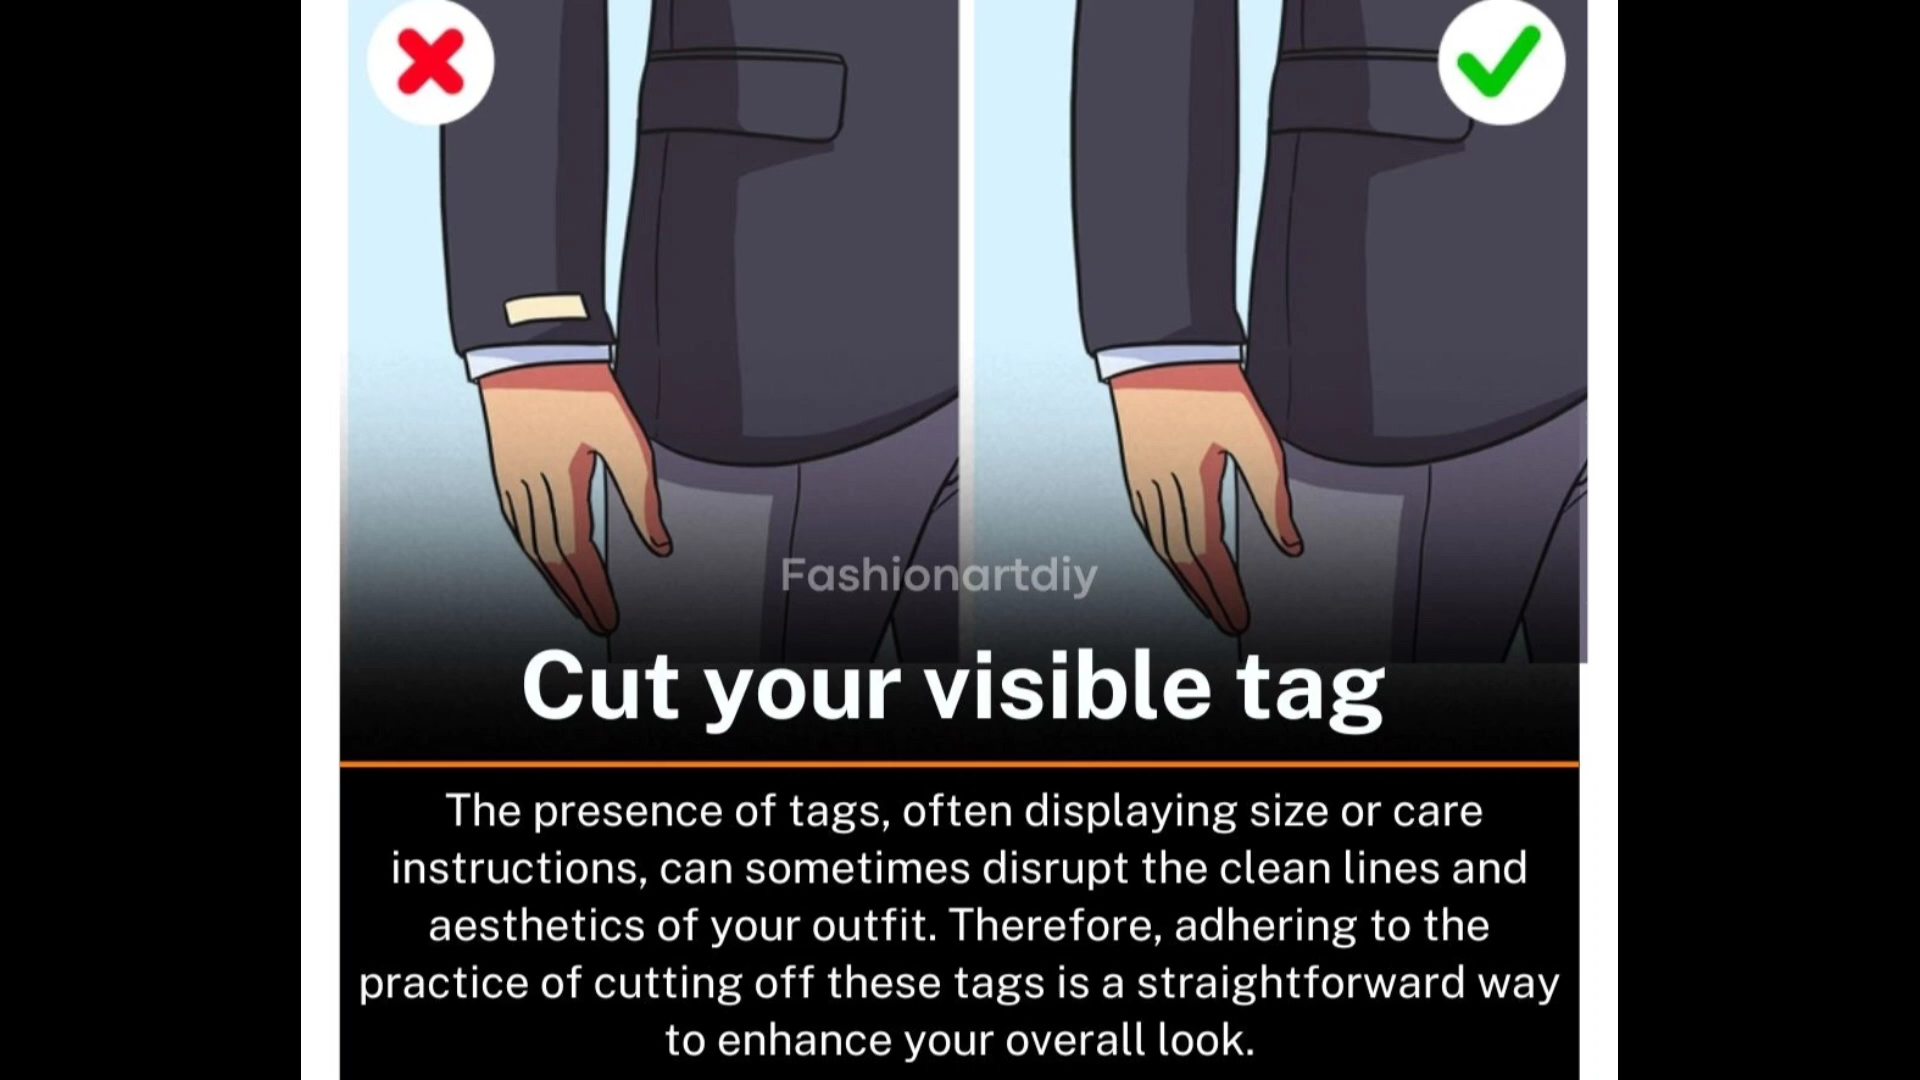 Fashionartdiy
Cut your visible tag
The presence of tags, often displaying size or care
instructions, can sometimes disrupt the clean lines and
aesthetics of your outfit. Therefore, adhering to the
practice of cutting off these tags is a straightforward way
to enhance your overall look.